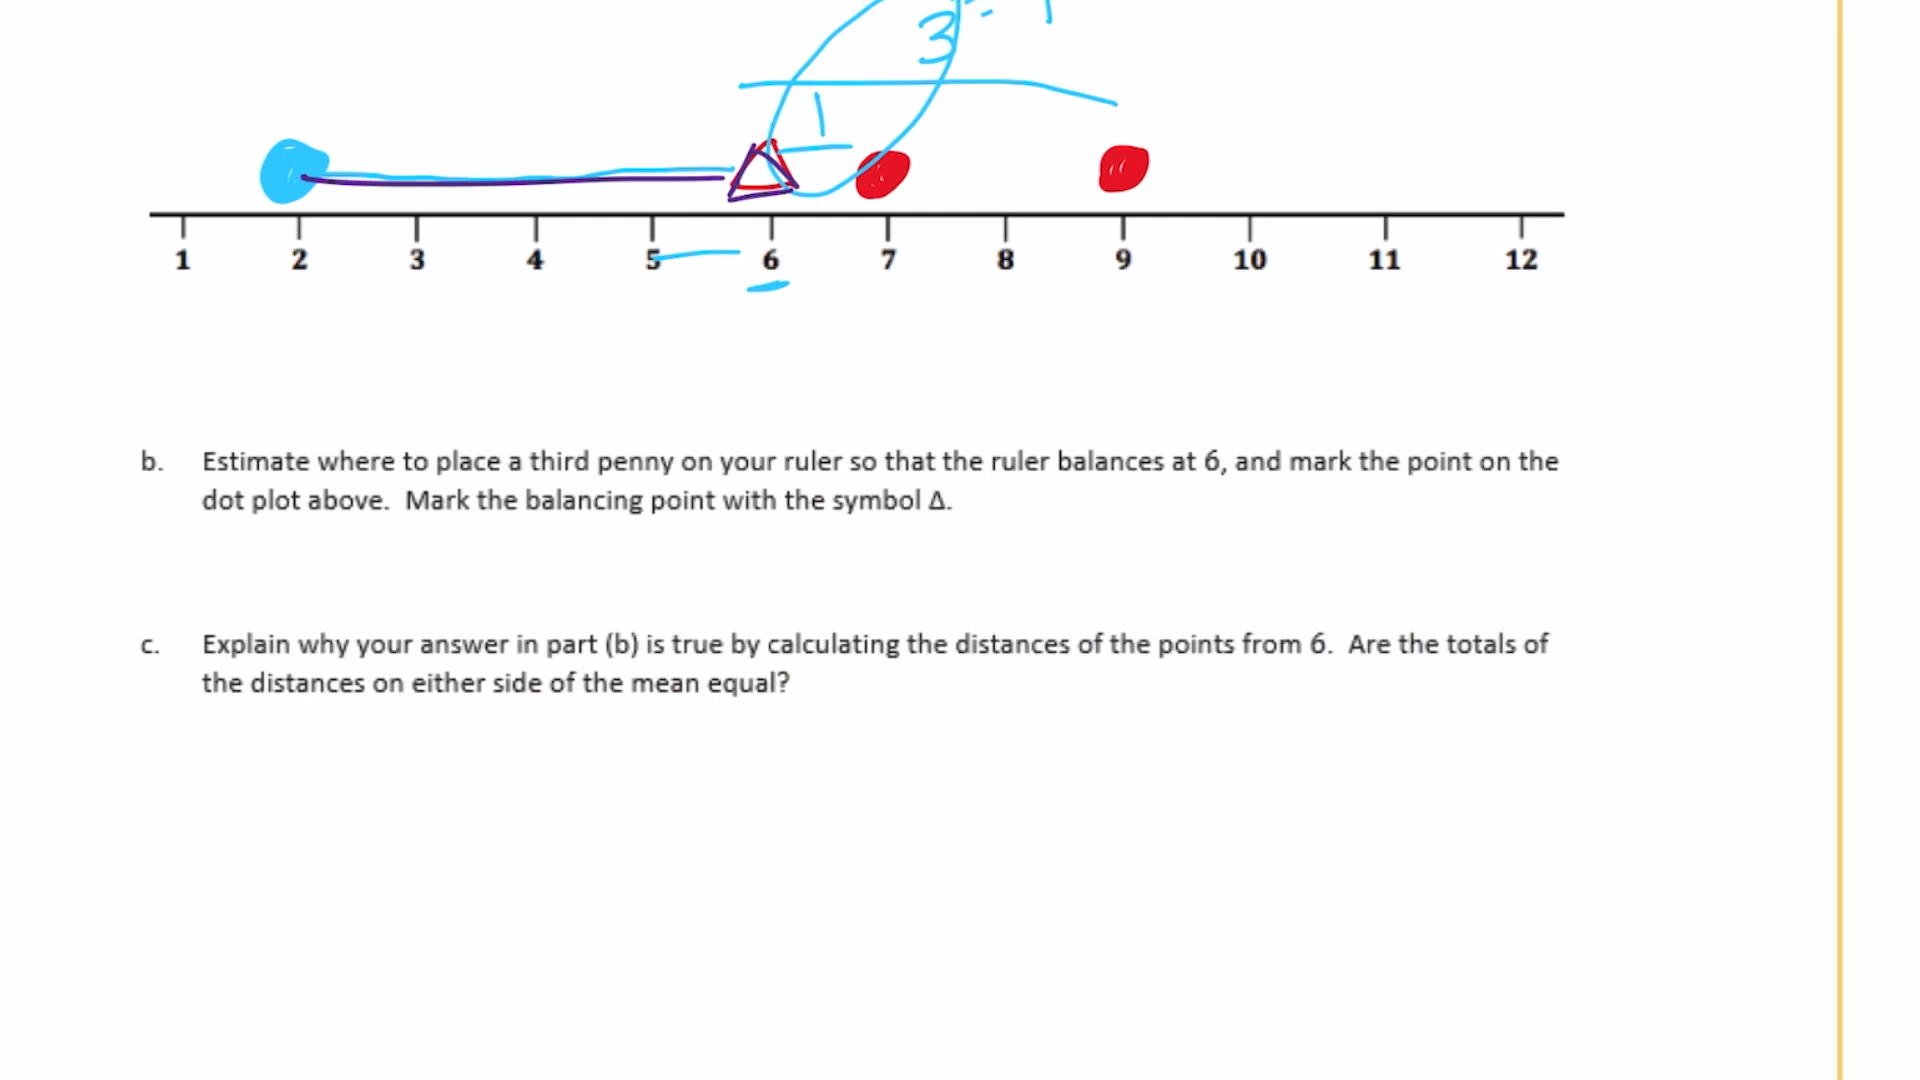 3
1
1 2 3 4 5 6 7 8 9 10 11 12
b. Estimate where to place a third penny on your ruler so that the ruler balances at 6, and mark the point on the
dot plot above. Mark the balancing point with the symbol Δ.
c. Explain why your answer in part (b) is true by calculating the distances of the points from 6. Are the totals of
the distances on either side of the mean equal?